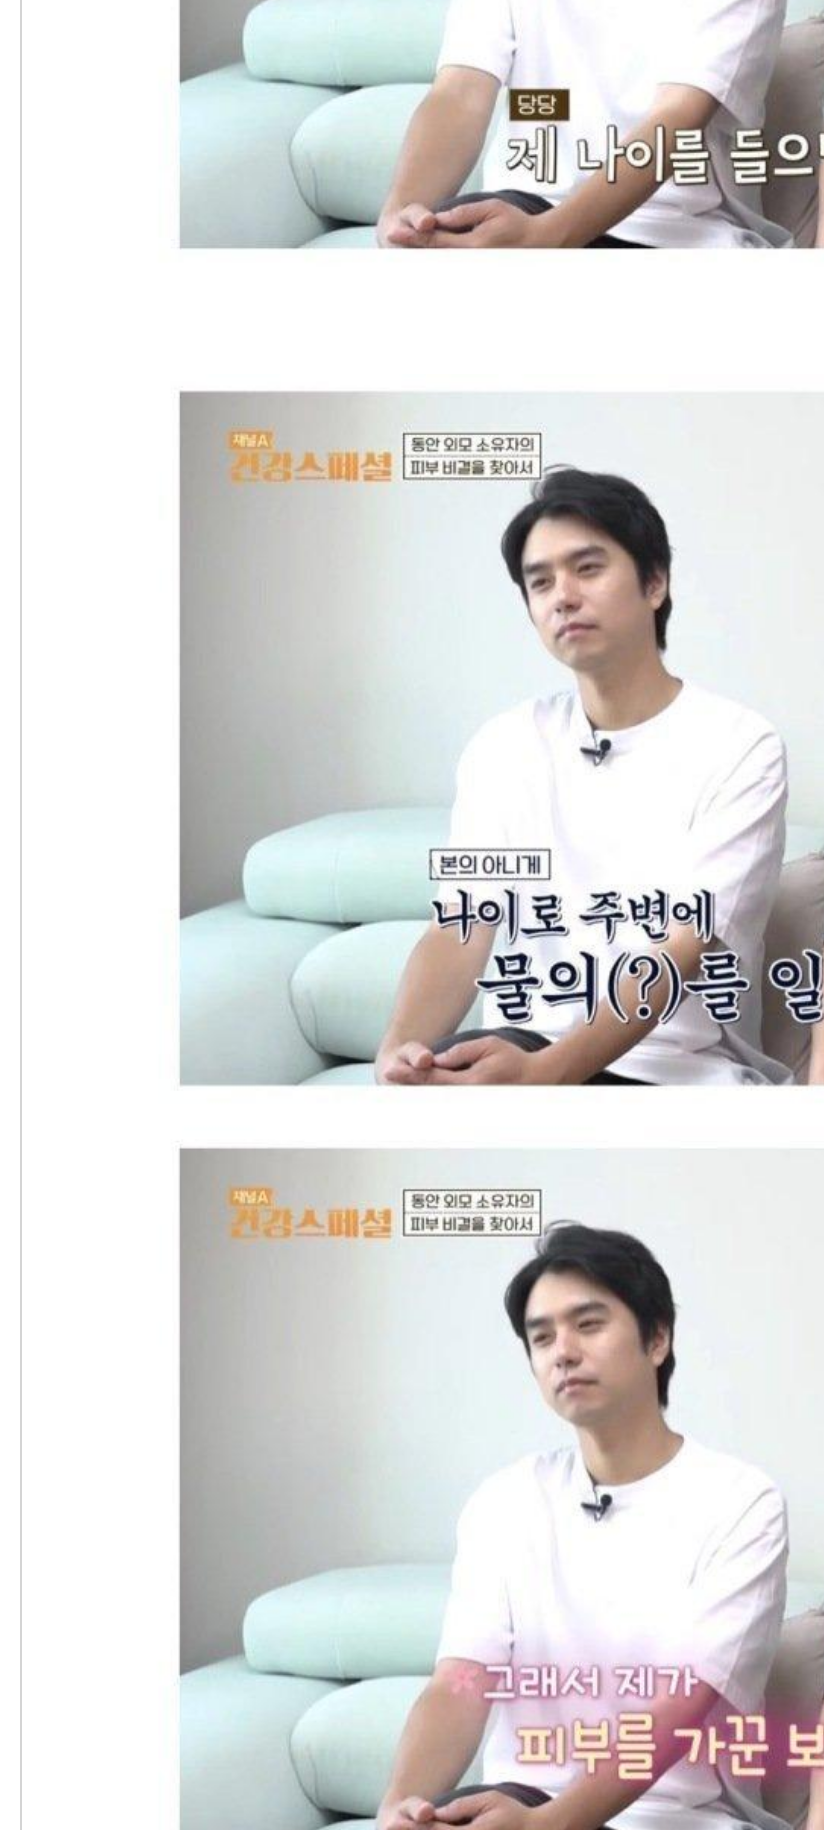 당당
제 나이를 들으
채널A
건강스페셜
동안 외모 소유자의
피부 비결을 찾아서
본의 아니게
나이로 주변에
물의(?)를 일
채널A
건강스페셜
동안 외모 소유자의
피부 비결을 찾아서
그래서 제가
피부를 가꾼 보